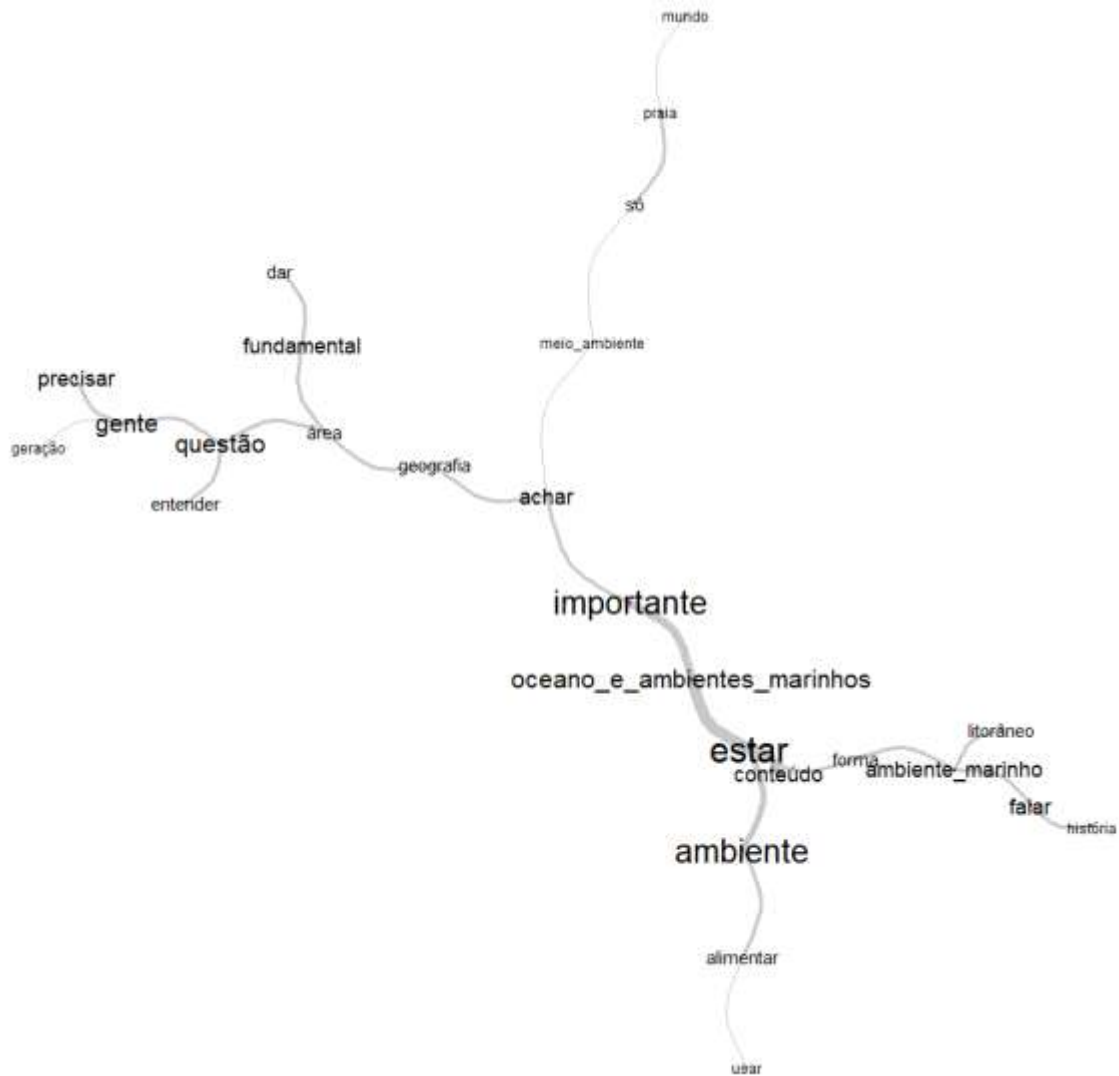 mundo
praia
só
dar
fundamental
meio_ambiente
precisar
gente
questão
área
geração
geografia
entender
achar
importante
oceano_e_ambientes_marinhos
litorâneo
estar
forma
ambiente_marinho
conteúdo
falar
história
ambiente
alimentar
usar